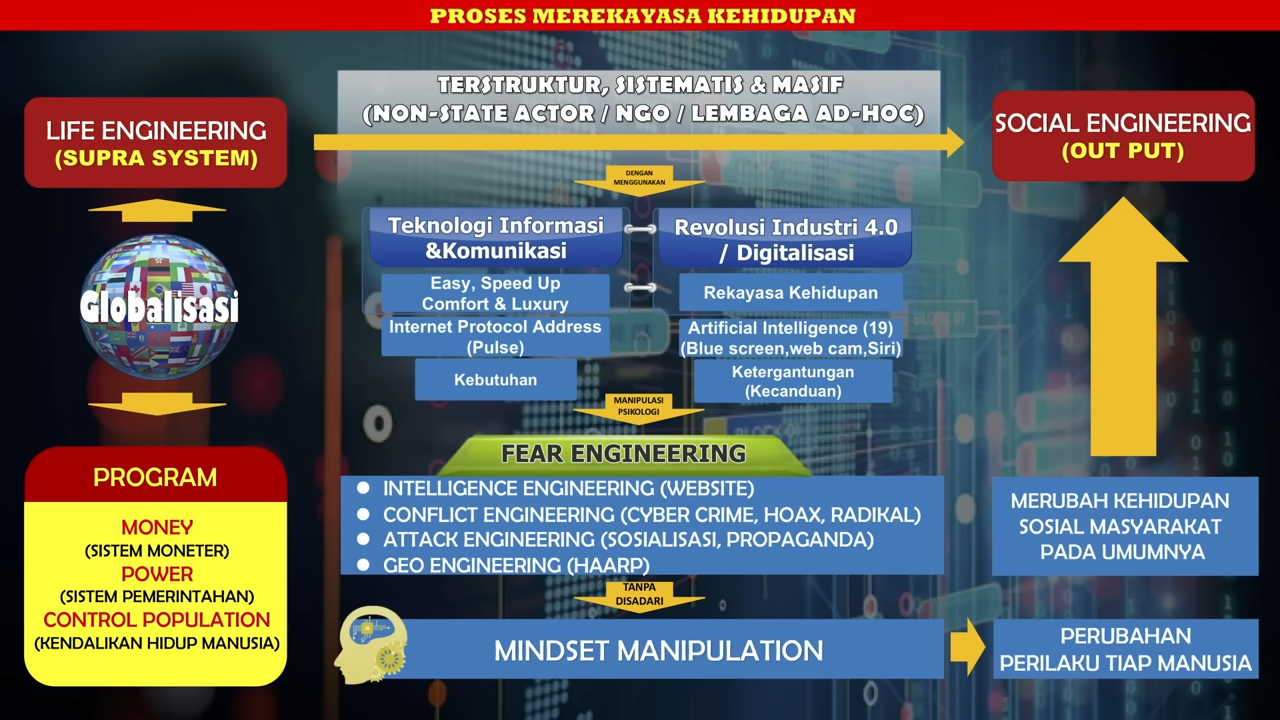 PROSES MEREKAYASA KEHIDUPAN
TERSTRUKTUR, SISTEMATIS & MASIF
(NON-STATE ACTOR / NGO / LEMBAGA AD-HOC)
LIFE ENGINEERING
(SUPRA SYSTEM)
SOCIAL ENGINEERING
(OUT PUT)
DENGAN
MENGGUNAKAN
Teknologi Informasi
&Komunikasi
Revolusi Industri 4.0
/ Digitalisasi
Easy, Speed Up
Comfort & Luxury
Rekayasa Kehidupan
Globalisasi
Internet Protocol Address
(Pulse)
Artificial Intelligence (19)
(Blue screen,web cam,Siri)
Kebutuhan
Ketergantungan
(Kecanduan)
MANIPULASI
PSIKOLOGI
FEAR ENGINEERING
INTELLIGENCE ENGINEERING (WEBSITE)
CONFLICT ENGINEERING (CYBER CRIME, HOAX, RADIKAL)
ATTACK ENGINEERING (SOSIALISASI, PROPAGANDA)
GEO ENGINEERING (HAARP)
PROGRAM
MONEY
(SISTEM MONETER)
POWER
(SISTEM PEMERINTAHAN)
CONTROL POPULATION
(KENDALIKAN HIDUP MANUSIA)
MERUBAH KEHIDUPAN
SOSIAL MASYARAKAT
PADA UMUMNYA
TANPA
DISADARI
MINDSET MANIPULATION
PERUBAHAN
PERILAKU TIAP MANUSIA